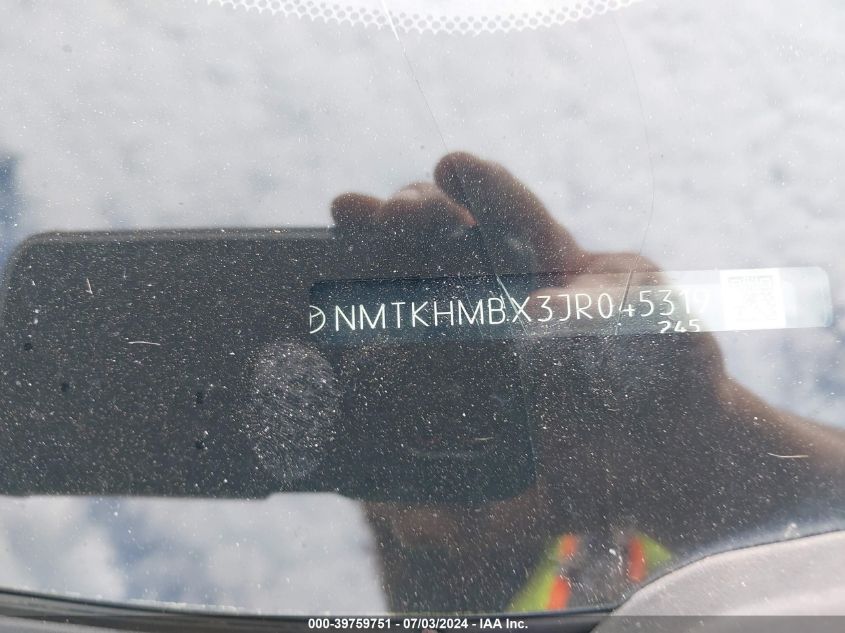 NMTKHMBX3JR045319
245
000-39759751 - 07/03/2024 - IAA Inc.